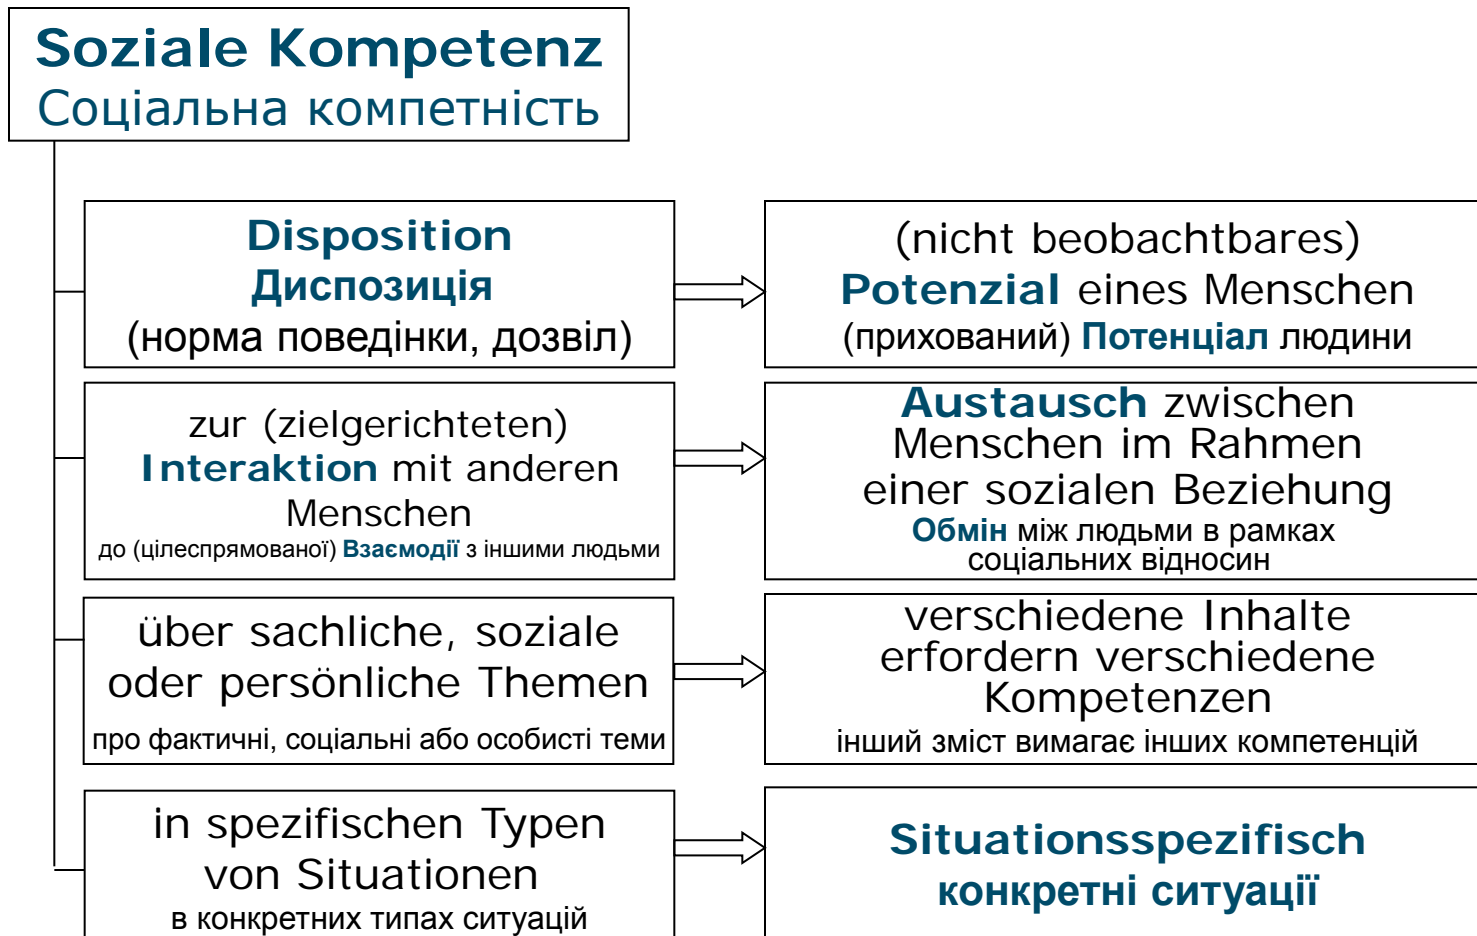 Soziale Kompetenz
Соціальна компетність
Disposition
Диспозиція
(норма поведінки, дозвіл)
(nicht beobachtbares)
Potenzial eines Menschen
(прихований) Потенціал людини
zur (zielgerichteten)
Interaktion mit anderen
Menschen
до (цілеспрямованої) Взаємодії з іншими людьми
Austausch zwischen
Menschen im Rahmen
einer sozialen Beziehung
Обмін між людьми в рамках
соціальних відносин
über sachliche, soziale
oder persönliche Themen
про фактичні, соціальні або особисті теми
verschiedene Inhalte
erfordern verschiedene
Kompetenzen
інший зміст вимагає інших компетенцій
in spezifischen Typen
von Situationen
в конкретних типах ситуацій
Situationsspezifisch
конкретні ситуації